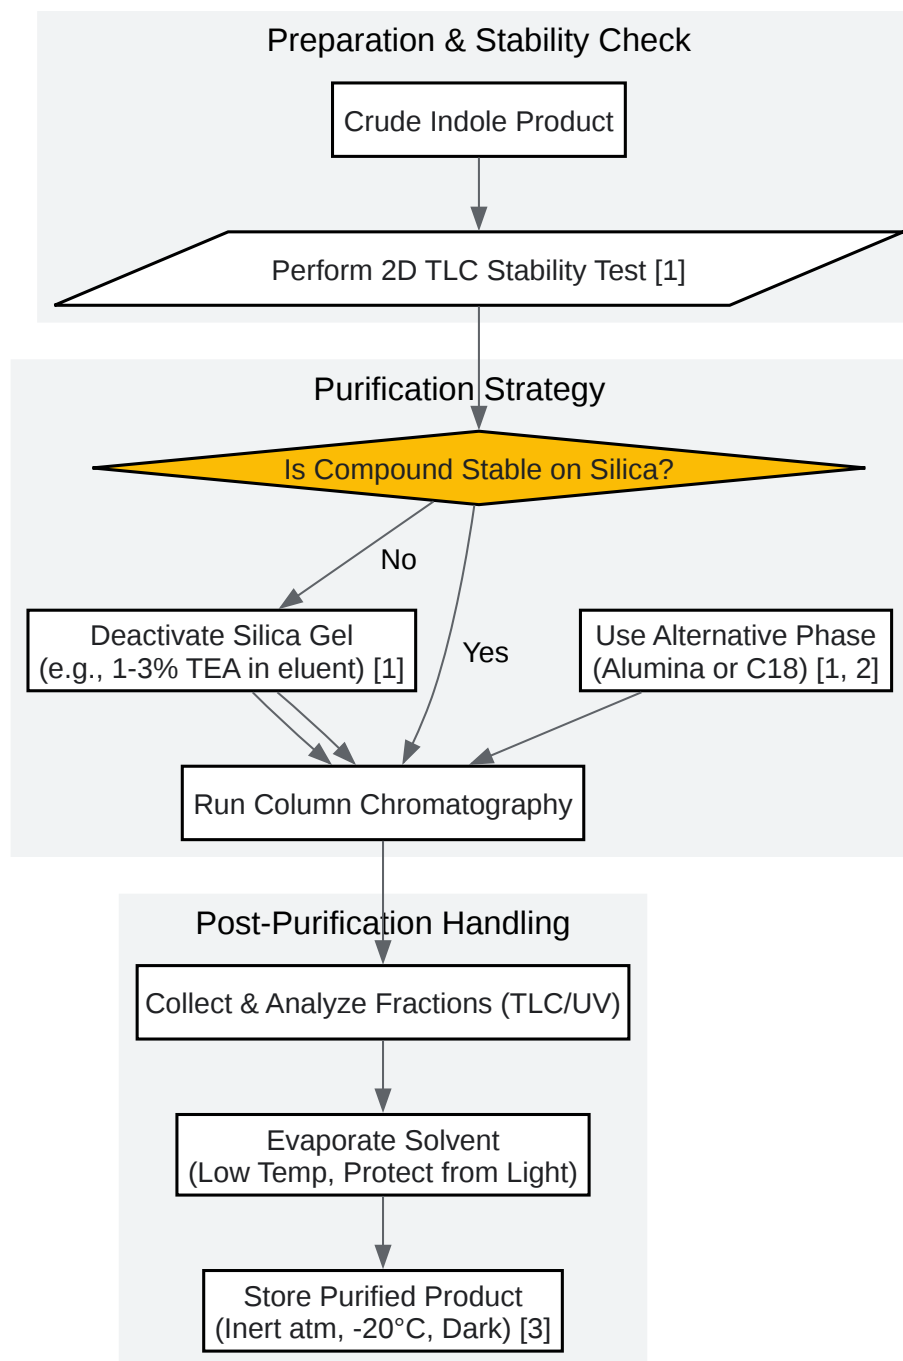 Preparation & Stability Check
Crude Indole Product
Perform 2D TLC Stability Test [1]
Purification Strategy
Is Compound Stable on Silica?
No
Deactivate Silica Gel
(e.g., 1-3% TEA in eluent) [1]
Yes
Use Alternative Phase
(Alumina or C18) [1, 2]
Run Column Chromatography
Post-Purification Handling
Collect & Analyze Fractions (TLC/UV)
Evaporate Solvent
(Low Temp, Protect from Light)
Store Purified Product
(Inert atm, -20°C, Dark) [3]